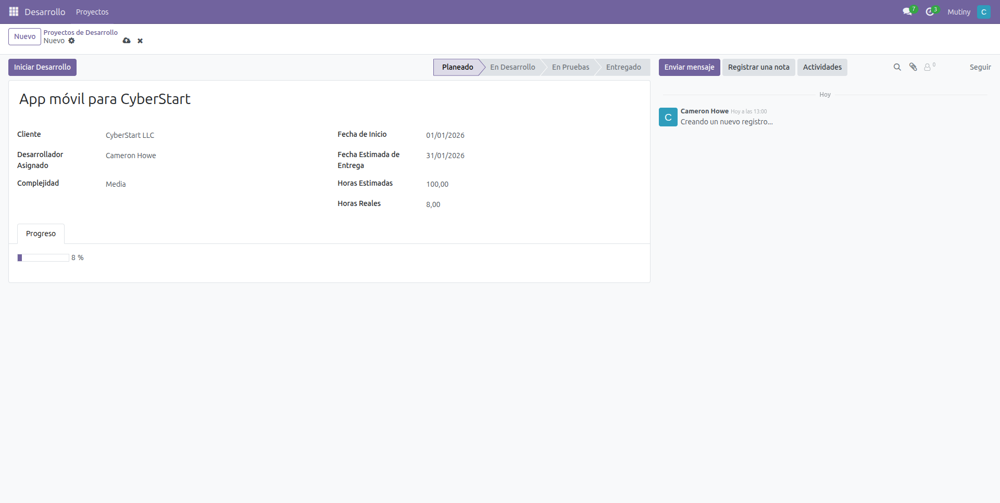 Desarrollo Proyectos 7 3 Mutiny C
Nuevo Proyectos de Desarrollo
Nuevo
Iniciar Desarrollo Planeado En Desarrollo En Pruebas Entregado Enviar mensaje Registrar una nota Actividades 0 Seguir
App móvil para CyberStart
Cliente CyberStart LLC
Desarrollador
Asignado Cameron Howe
Complejidad Media
Fecha de Inicio 01/01/2026
Fecha Estimada de
Entrega 31/01/2026
Horas Estimadas 100,00
Horas Reales 8,00
Progreso
8 %
Hoy
C Cameron Howe Hoy a las 13:00
Creando un nuevo registro...